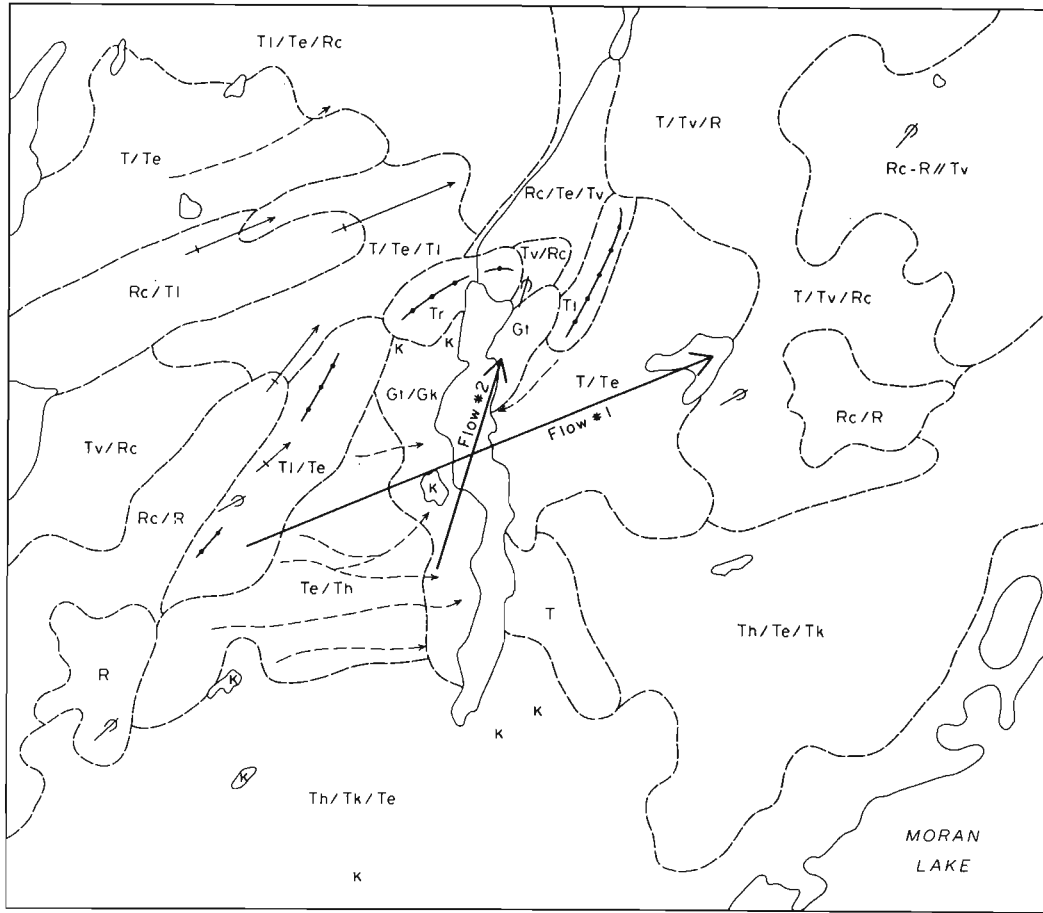 Tl/Te/Rc
T/Tv/R
T/Te
Rc-R//Tv
Rc/Te/Tv
T/Te/Tl
Tv/Rc
Rc/Tl
Tr
Tl
T/Tv/Rc
Gt
K
K
T/Te
Gt/Gk
Flow #2
Flow #1
Rc/R
Tv/Rc
Tl/Te
K
Rc/R
Te/Th
T
Th/Te/Tk
R
K
K
K
K
Th/Tk/Te
MORAN
LAKE
K